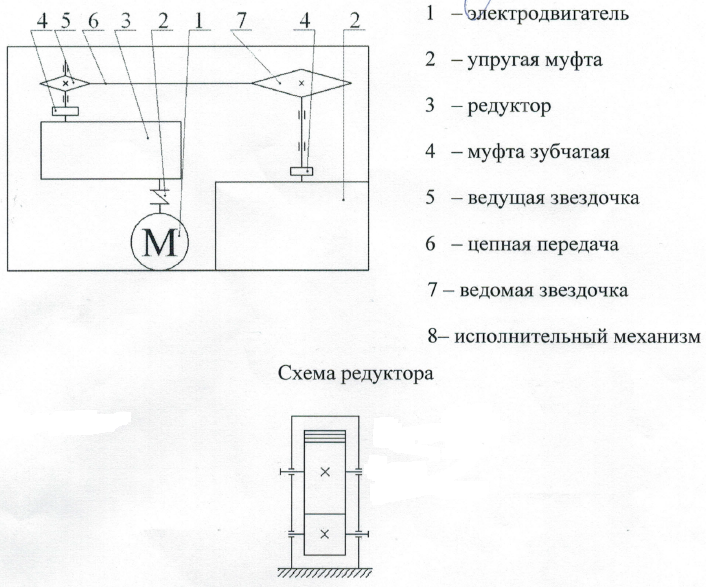 4 5 6 3 2 1 7 4 2
М
1 – электродвигатель
2 – упругая муфта
3 – редуктор
4 – муфта зубчатая
5 – ведущая звездочка
6 – цепная передача
7 – ведомая звездочка
8– исполнительный механизм
Схема редуктора